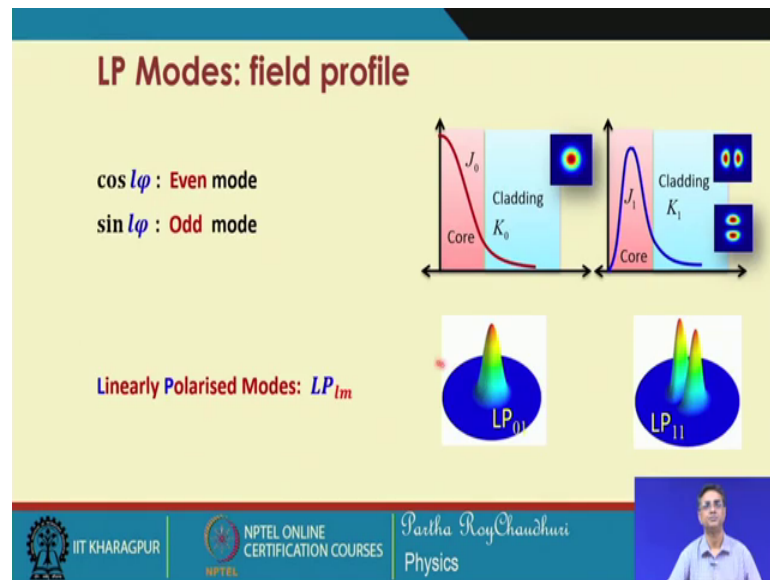 LP Modes: field profile
cos lφ : Even mode
sin lφ : Odd mode
Linearly Polarised Modes: LPlm
J0
Cladding
K0
Core
J1
Cladding
K1
Core
LP01
LP11
IIT KHARAGPUR
NPTEL
NPTEL ONLINE
CERTIFICATION COURSES
Partha RoyChaudhuri
Physics